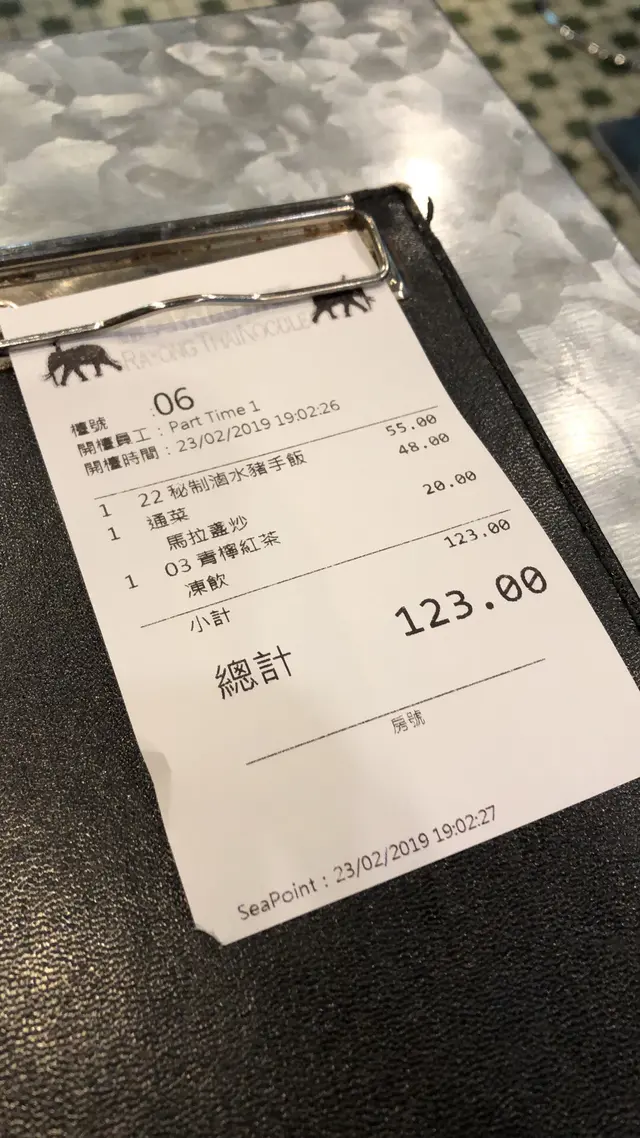 RAYONG THAI NOODLE
檯號 : 06
開檯員工 : Part Time 1
開檯時間 : 23/02/2019 19:02:26
1 22 秘制滷水豬手飯 55.00
1 通菜 48.00
馬拉盞炒
1 03 青檸紅茶 20.00
凍飲
小計 123.00
總計 123.00
房號
SeaPoint : 23/02/2019 19:02:27